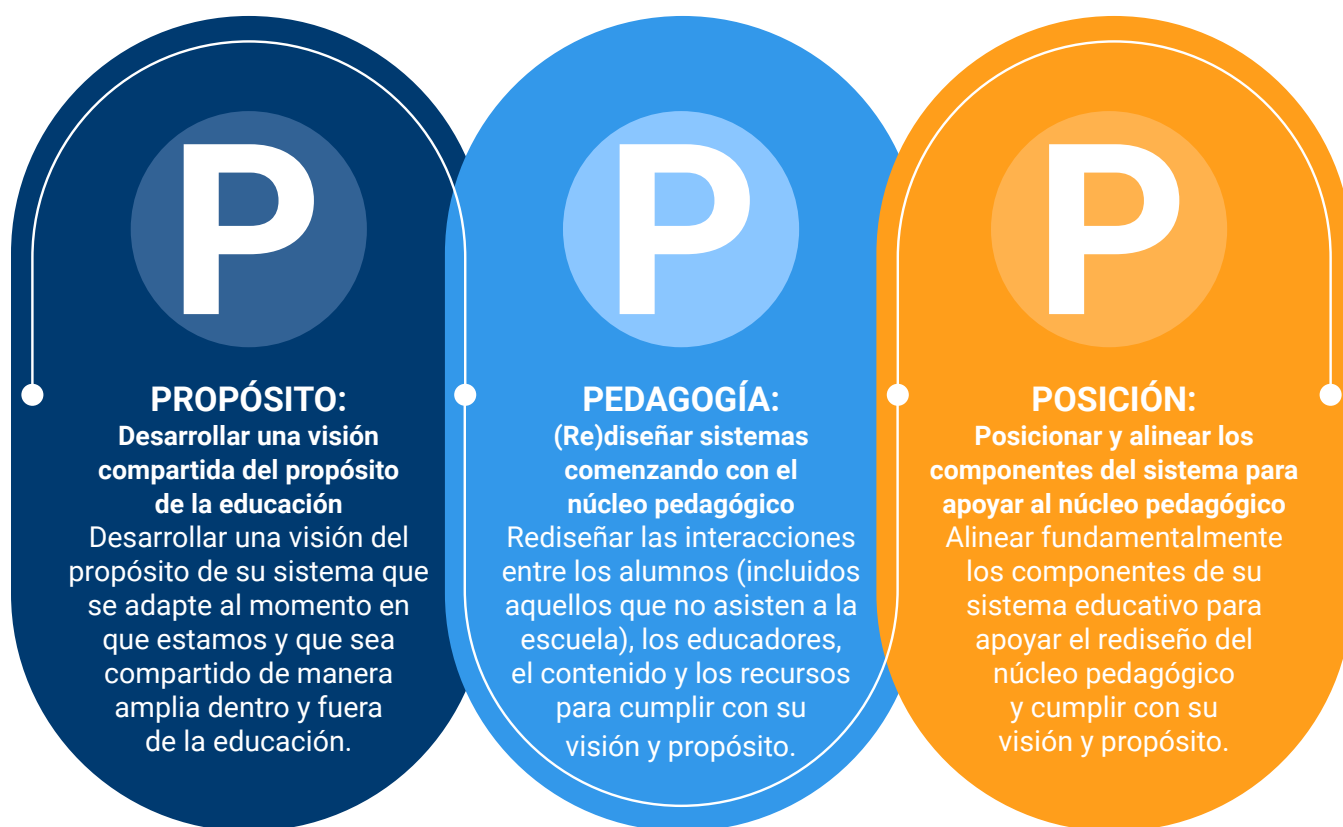 P
PROPÓSITO:
Desarrollar una visión
compartida del propósito
de la educación
Desarrollar una visión del
propósito de su sistema que
se adapte al momento en
que estamos y que sea
compartido de manera
amplia dentro y fuera
de la educación.
P
PEDAGOGÍA:
(Re)diseñar sistemas
comenzando con el
núcleo pedagógico
Rediseñar las interacciones
entre los alumnos (incluidos
aquellos que no asisten a la
escuela), los educadores,
el contenido y los recursos
para cumplir con su
visión y propósito.
P
POSICIÓN:
Posicionar y alinear los
componentes del sistema para
apoyar al núcleo pedagógico
Alinear fundamentalmente
los componentes de su
sistema educativo para
apoyar el rediseño del
núcleo pedagógico
y cumplir con su
visión y propósito.